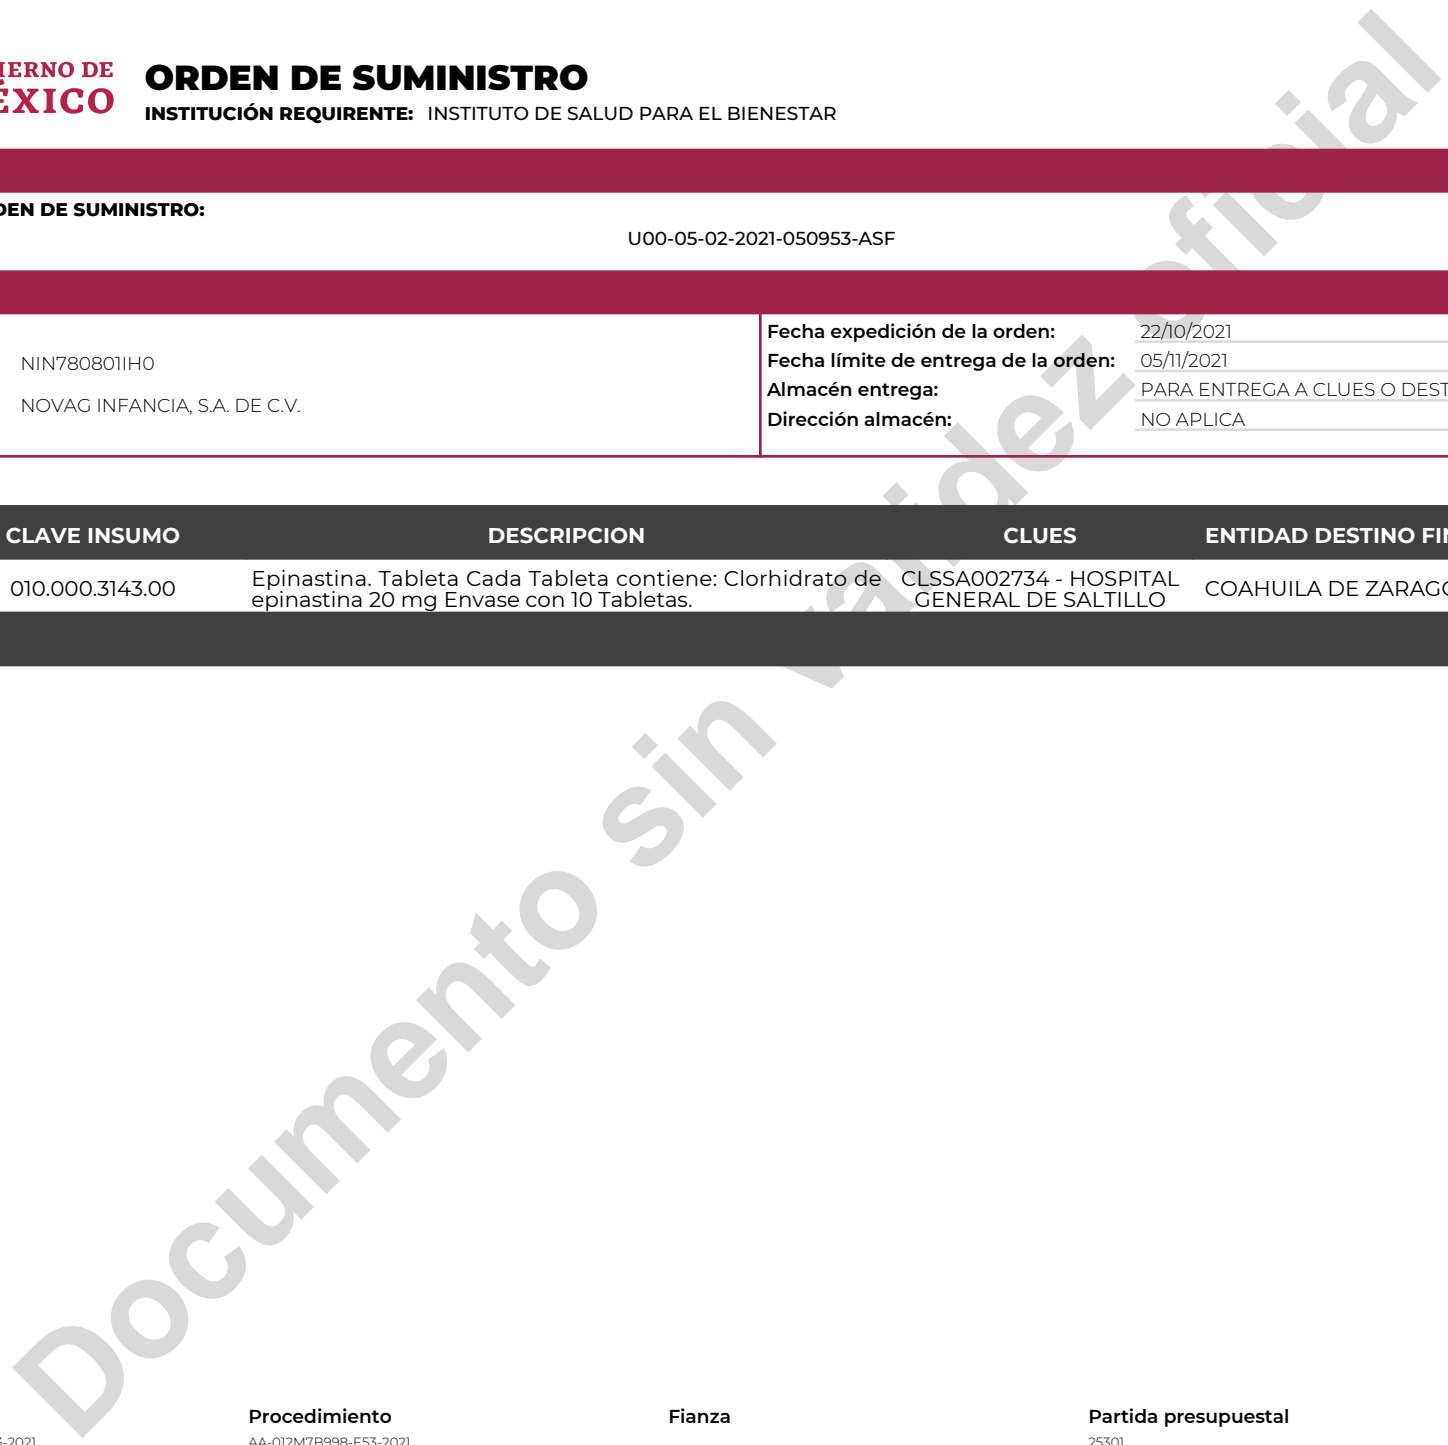 IERNO DE
ÉXICO
ORDEN DE SUMINISTRO
INSTITUCIÓN REQUIRENTE: INSTITUTO DE SALUD PARA EL BIENESTAR
DEN DE SUMINISTRO:
U00-05-02-2021-050953-ASF
NIN780801IH0
NOVAG INFANCIA, S.A. DE C.V.
Fecha expedición de la orden: 22/10/2021
Fecha límite de entrega de la orden: 05/11/2021
Almacén entrega: PARA ENTREGA A CLUES O DEST
Dirección almacén: NO APLICA
CLAVE INSUMO DESCRIPCION CLUES ENTIDAD DESTINO FIN
010.000.3143.00
Epinastina. Tableta Cada Tableta contiene: Clorhidrato de
epinastina 20 mg Envase con 10 Tabletas.
CLSSA002734 - HOSPITAL
GENERAL DE SALTILLO
COAHUILA DE ZARAGO
Documento sin validez oficial
Procedimiento Fianza Partida presupuestal
-2021 AA-012M7B998-E53-2021 25301